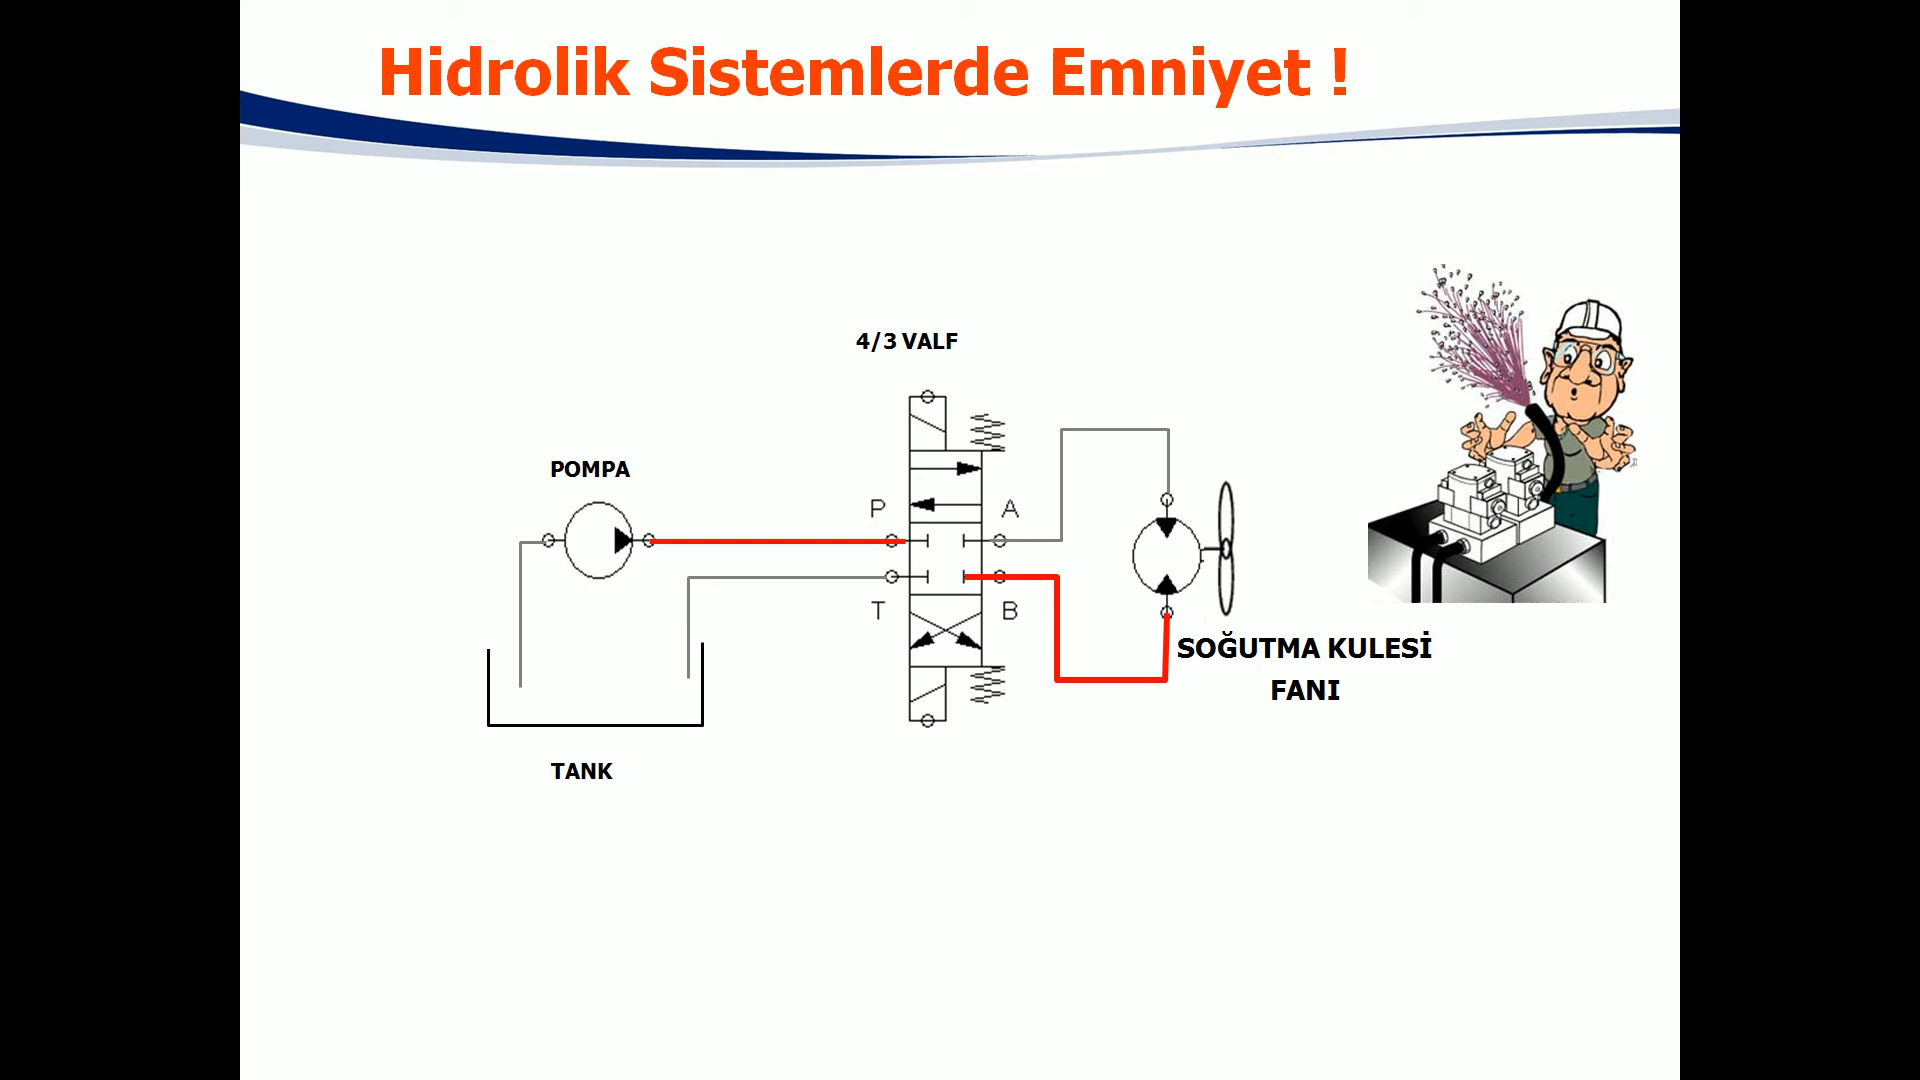 Hidrolik Sistemlerde Emniyet !
4/3 VALF
POMPA
P
A
T
B
SOĞUTMA KULESİ
FANI
TANK